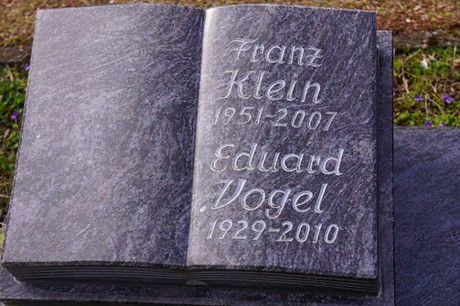 Franz
Klein
1951-2007
Eduard
Vogel
1929-2010